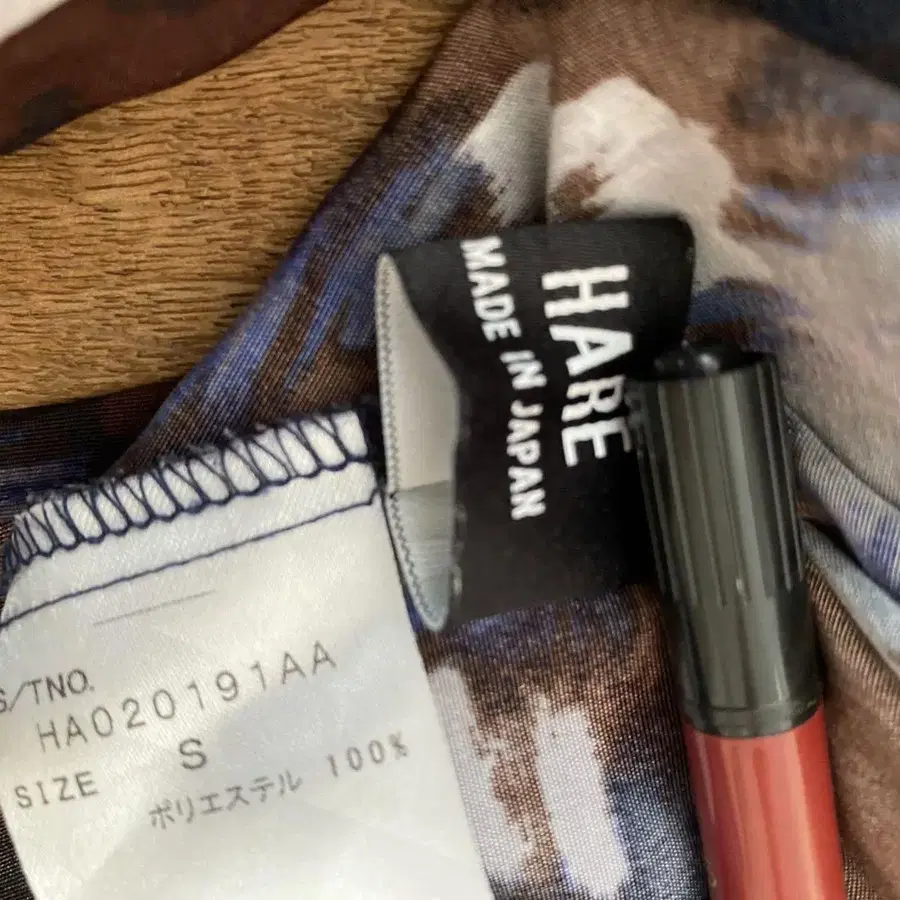 HARE
MADE IN JAPAN
S/TNO.
HA020191AA
SIZE S
ポリエステル 100%